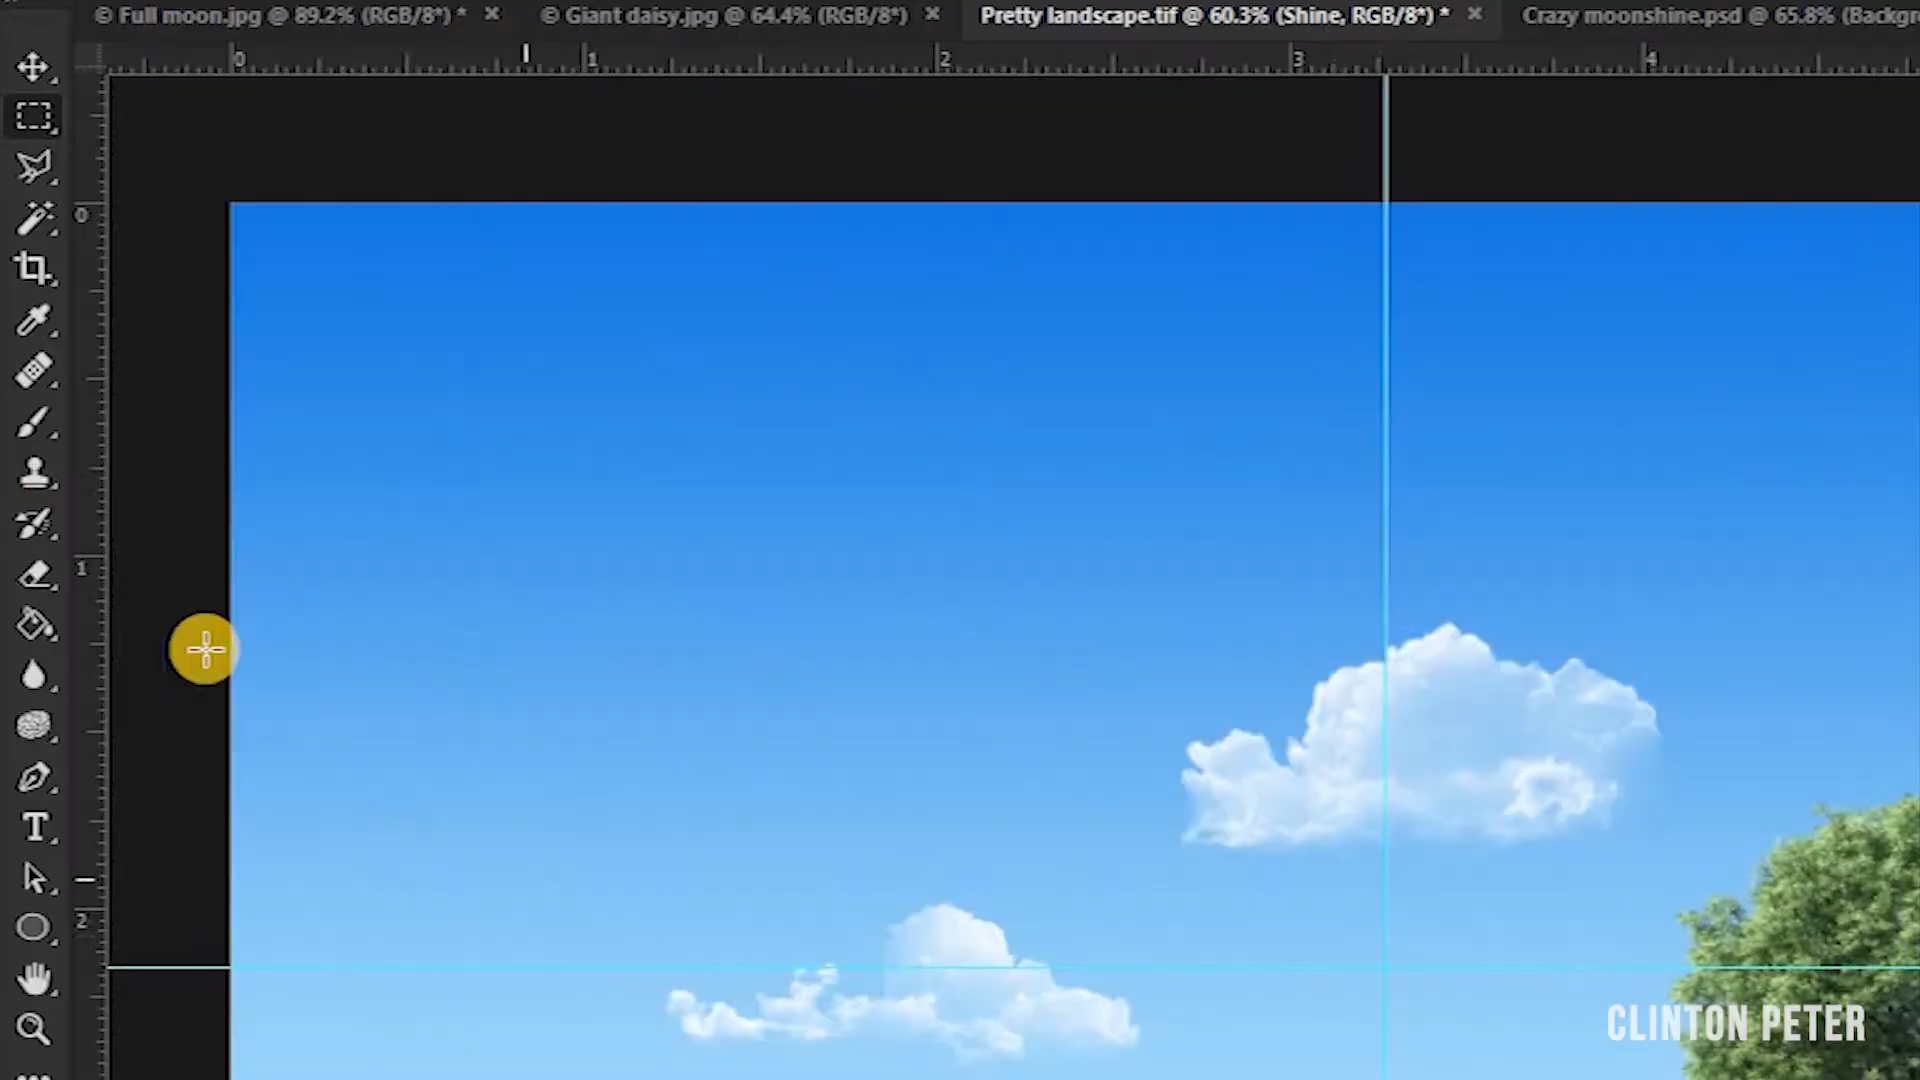 © Full moon.jpg @ 89.2% (RGB/8*) *
© Giant daisy.jpg @ 64.4% (RGB/8*)
Pretty landscape.tif @ 60.3% (Shine, RGB/8*) *
Crazy moonshine.psd @ 65.8% (Backgro
0 1 2 3 4
0
1
2
CLINTON PETER